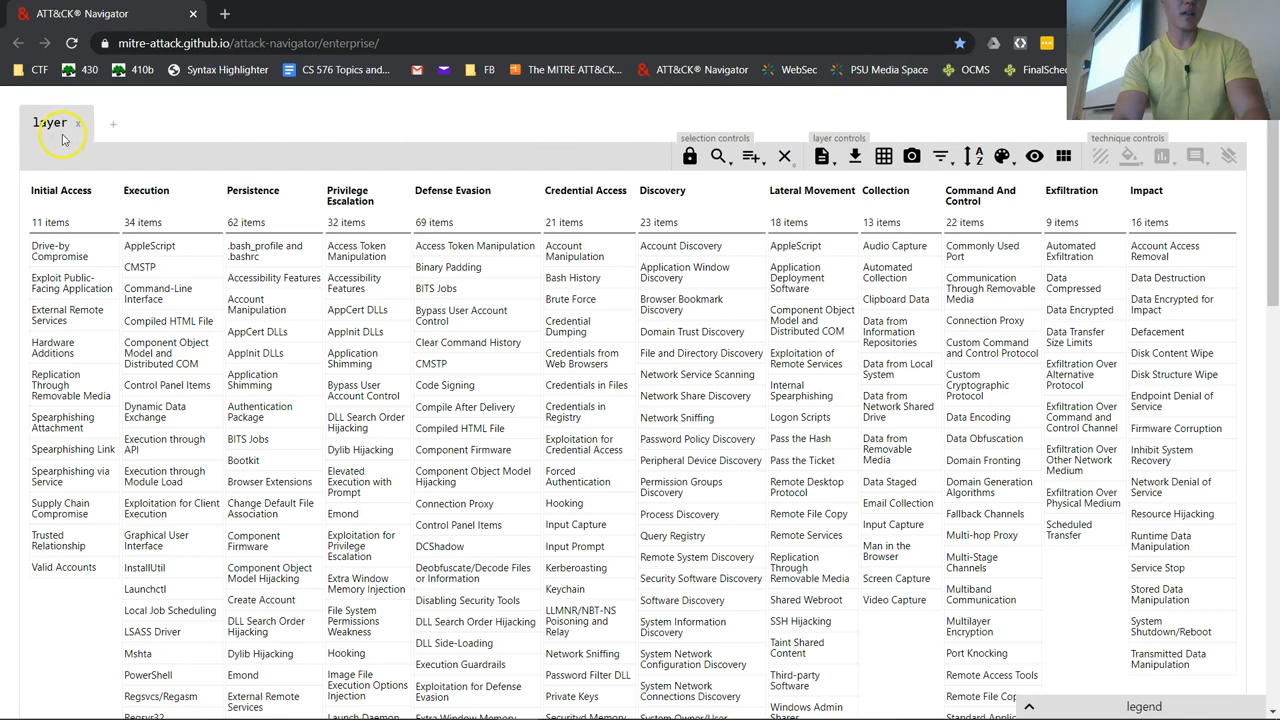 ATT&CK® Navigator
mitre-attack.github.io/attack-navigator/enterprise/
CTF 430 410b Syntax Highlighter CS 576 Topics and... FB The MITRE ATT&CK... ATT&CK® Navigator WebSec PSU Media Space OCMS FinalSched
layer x +
selection controls layer controls technique controls
Initial Access
11 items
Drive-by
Compromise
Exploit Public-
Facing Application
External Remote
Services
Hardware
Additions
Replication
Through
Removable Media
Spearphishing
Attachment
Spearphishing Link
Spearphishing via
Service
Supply Chain
Compromise
Trusted
Relationship
Valid Accounts
Execution
34 items
AppleScript
CMSTP
Command-Line
Interface
Compiled HTML File
Component Object
Model and
Distributed COM
Control Panel Items
Dynamic Data
Exchange
Execution through
API
Execution through
Module Load
Exploitation for Client
Execution
Graphical User
Interface
InstallUtil
Launchctl
Local Job Scheduling
LSASS Driver
Mshta
PowerShell
Regsvcs/Regasm
Regsvr32
Persistence
62 items
.bash_profile and
.bashrc
Accessibility Features
Account
Manipulation
AppCert DLLs
AppInit DLLs
Application
Shimming
Authentication
Package
BITS Jobs
Bootkit
Browser Extensions
Change Default File
Association
Component
Firmware
Component Object
Model Hijacking
Create Account
DLL Search Order
Hijacking
Dylib Hijacking
Emond
External Remote
Services
Privilege
Escalation
32 items
Access Token
Manipulation
Accessibility
Features
AppCert DLLs
AppInit DLLs
Application
Shimming
Bypass User
Account Control
DLL Search Order
Hijacking
Dylib Hijacking
Elevated
Execution with
Prompt
Emond
Exploitation for
Privilege
Escalation
Extra Window
Memory Injection
File System
Permissions
Weakness
Hooking
Image File
Execution Options
Injection
Launch Daemon
Defense Evasion
69 items
Access Token Manipulation
Binary Padding
BITS Jobs
Bypass User Account
Control
Clear Command History
CMSTP
Code Signing
Compile After Delivery
Compiled HTML File
Component Firmware
Component Object Model
Hijacking
Connection Proxy
Control Panel Items
DCShadow
Deobfuscate/Decode Files
or Information
Disabling Security Tools
DLL Search Order Hijacking
DLL Side-Loading
Execution Guardrails
Exploitation for Defense
Evasion
Extra Window Memory
Credential Access
21 items
Account
Manipulation
Bash History
Brute Force
Credential
Dumping
Credentials from
Web Browsers
Credentials in Files
Credentials in
Registry
Exploitation for
Credential Access
Forced
Authentication
Hooking
Input Capture
Input Prompt
Kerberoasting
Keychain
LLMNR/NBT-NS
Poisoning and
Relay
Network Sniffing
Password Filter DLL
Private Keys
Securityd Memory
Discovery
23 items
Account Discovery
Application Window
Discovery
Browser Bookmark
Discovery
Domain Trust Discovery
File and Directory Discovery
Network Service Scanning
Network Share Discovery
Network Sniffing
Password Policy Discovery
Peripheral Device Discovery
Permission Groups
Discovery
Process Discovery
Query Registry
Remote System Discovery
Security Software Discovery
Software Discovery
System Information
Discovery
System Network
Configuration Discovery
System Network
Connections Discovery
System Owner/User
Lateral Movement
18 items
AppleScript
Application
Deployment
Software
Component Object
Model and
Distributed COM
Exploitation of
Remote Services
Internal
Spearphishing
Logon Scripts
Pass the Hash
Pass the Ticket
Remote Desktop
Protocol
Remote File Copy
Remote Services
Replication
Through
Removable Media
Shared Webroot
SSH Hijacking
Taint Shared
Content
Third-party
Software
Windows Admin
Shares
Collection
13 items
Audio Capture
Automated
Collection
Clipboard Data
Data from
Information
Repositories
Data from Local
System
Data from
Network Shared
Drive
Data from
Removable
Media
Data Staged
Email Collection
Input Capture
Man in the
Browser
Screen Capture
Video Capture
Command And
Control
22 items
Commonly Used
Port
Communication
Through Removable
Media
Connection Proxy
Custom Command
and Control Protocol
Custom
Cryptographic
Protocol
Data Encoding
Data Obfuscation
Domain Fronting
Domain Generation
Algorithms
Fallback Channels
Multi-hop Proxy
Multi-Stage
Channels
Multiband
Communication
Multilayer
Encryption
Port Knocking
Remote Access Tools
Remote File Cop
Standard Applic
Exfiltration
9 items
Automated
Exfiltration
Data
Compressed
Data Encrypted
Data Transfer
Size Limits
Exfiltration Over
Alternative
Protocol
Exfiltration Over
Command and
Control Channel
Exfiltration Over
Other Network
Medium
Exfiltration Over
Physical Medium
Scheduled
Transfer
Impact
16 items
Account Access
Removal
Data Destruction
Data Encrypted for
Impact
Defacement
Disk Content Wipe
Disk Structure Wipe
Endpoint Denial of
Service
Firmware Corruption
Inhibit System
Recovery
Network Denial of
Service
Resource Hijacking
Runtime Data
Manipulation
Service Stop
Stored Data
Manipulation
System
Shutdown/Reboot
Transmitted Data
Manipulation
legend